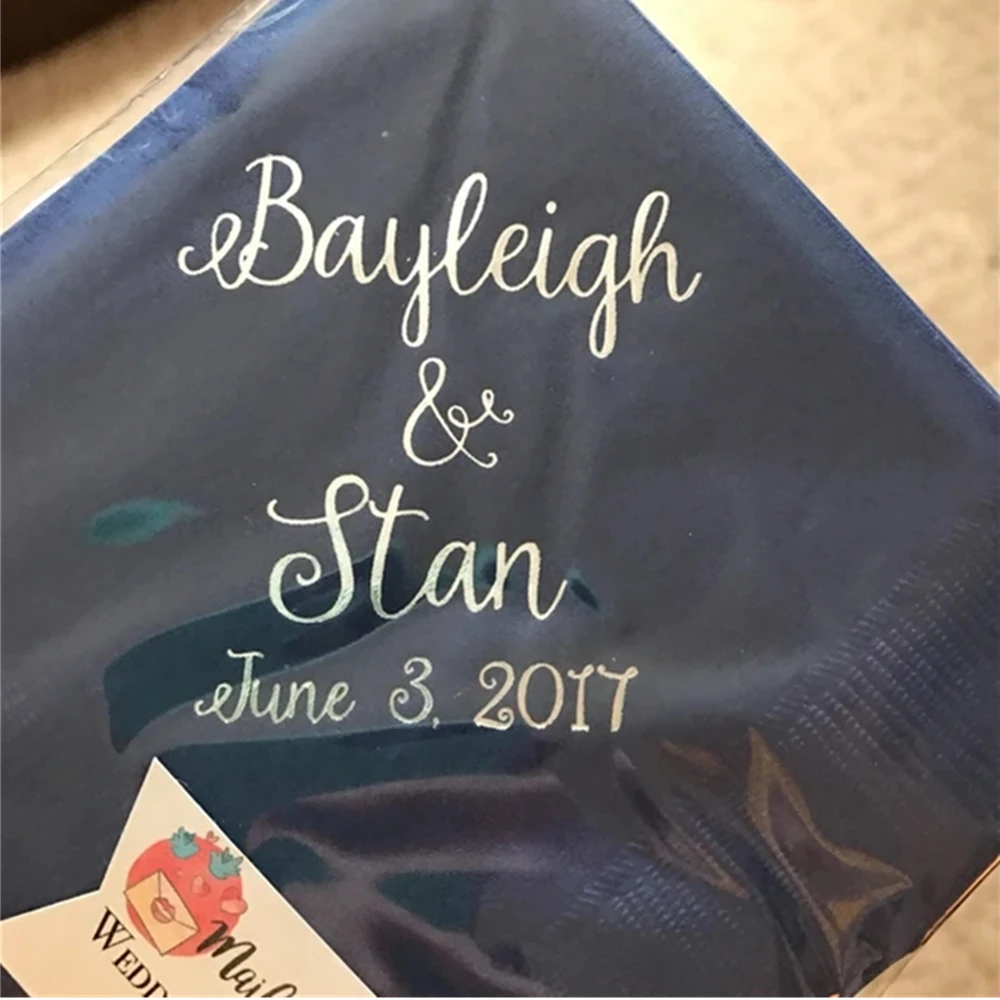 Bayleigh
&
Stan
June 3, 2017